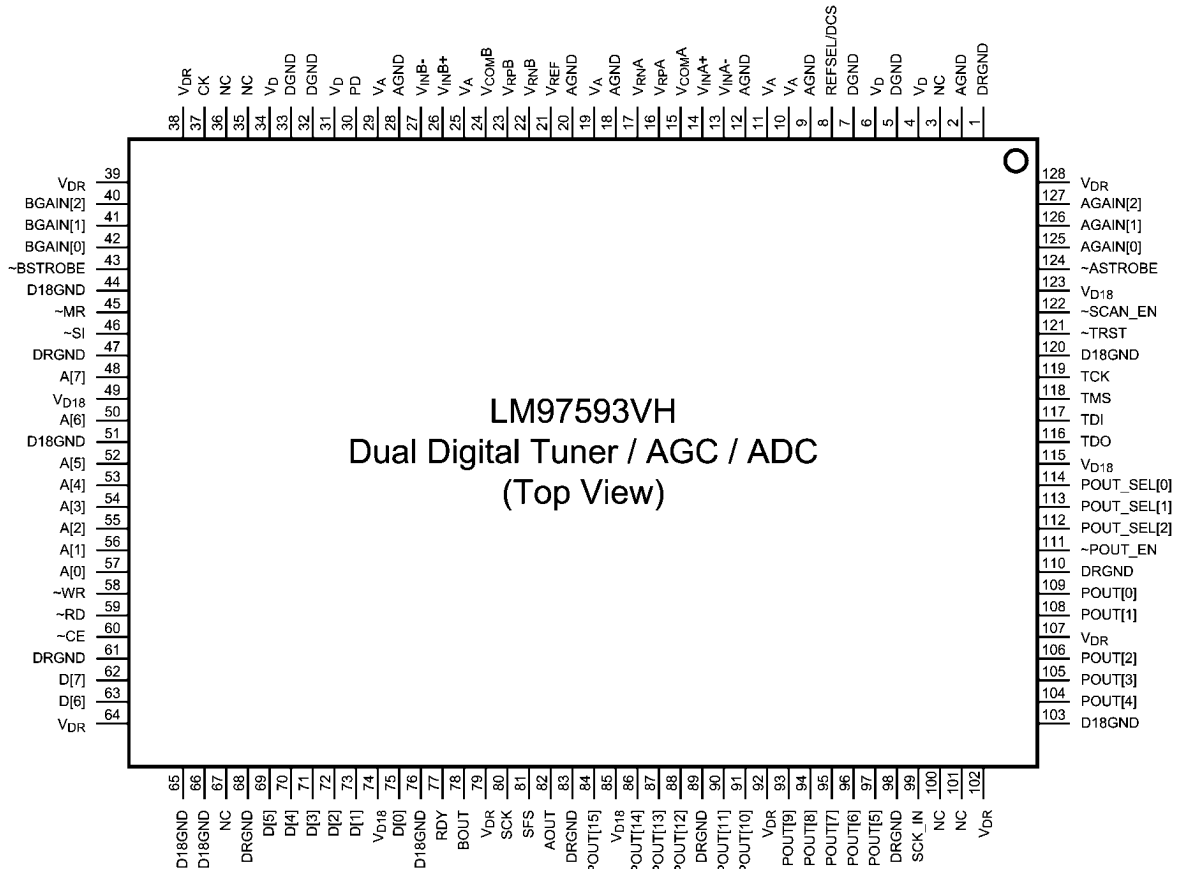 VDR 38
CK 37
NC 36
NC 35
VD 34
DGND 33
DGND 32
VD 31
PD 30
VA 29
AGND 28
VINB- 27
VINB+ 26
VA 25
VCOMB 24
VRPB 23
VRNB 22
VREF 21
AGND 20
VA 19
AGND 18
VRNA 17
VRPA 16
VCOMA 15
VINA+ 14
VINA- 13
AGND 12
VA 11
VA 10
AGND 9
REFSEL/DCS 8
DGND 7
VD 6
DGND 5
VD 4
NC 3
AGND 2
DRGND 1
VDR 39
BGAIN[2] 40
BGAIN[1] 41
BGAIN[0] 42
~BSTROBE 43
D18GND 44
~MR 45
~SI 46
DRGND 47
A[7] 48
VD18 49
A[6] 50
D18GND 51
A[5] 52
A[4] 53
A[3] 54
A[2] 55
A[1] 56
A[0] 57
~WR 58
~RD 59
~CE 60
DRGND 61
D[7] 62
D[6] 63
VDR 64
LM97593VH
Dual Digital Tuner / AGC / ADC
(Top View)
128 VDR
127 AGAIN[2]
126 AGAIN[1]
125 AGAIN[0]
124 ~ASTROBE
123 VD18
122 ~SCAN_EN
121 ~TRST
120 D18GND
119 TCK
118 TMS
117 TDI
116 TDO
115 VD18
114 POUT_SEL[0]
113 POUT_SEL[1]
112 POUT_SEL[2]
111 ~POUT_EN
110 DRGND
109 POUT[0]
108 POUT[1]
107 VDR
106 POUT[2]
105 POUT[3]
104 POUT[4]
103 D18GND
65 D18GND
66 D18GND
67 NC
68 DRGND
69 D[5]
70 D[4]
71 D[3]
72 D[2]
73 D[1]
74 VD18
75 D[0]
76 D18GND
77 RDY
78 BOUT
79 VDR
80 SCK
81 SFS
82 AOUT
83 DRGND
84 POUT[15]
85 VD18
86 POUT[14]
87 POUT[13]
88 POUT[12]
89 DRGND
90 POUT[11]
91 POUT[10]
92 VDR
93 POUT[9]
94 POUT[8]
95 POUT[7]
96 POUT[6]
97 POUT[5]
98 DRGND
99 SCK_IN
100 NC
101 NC
102 VDR